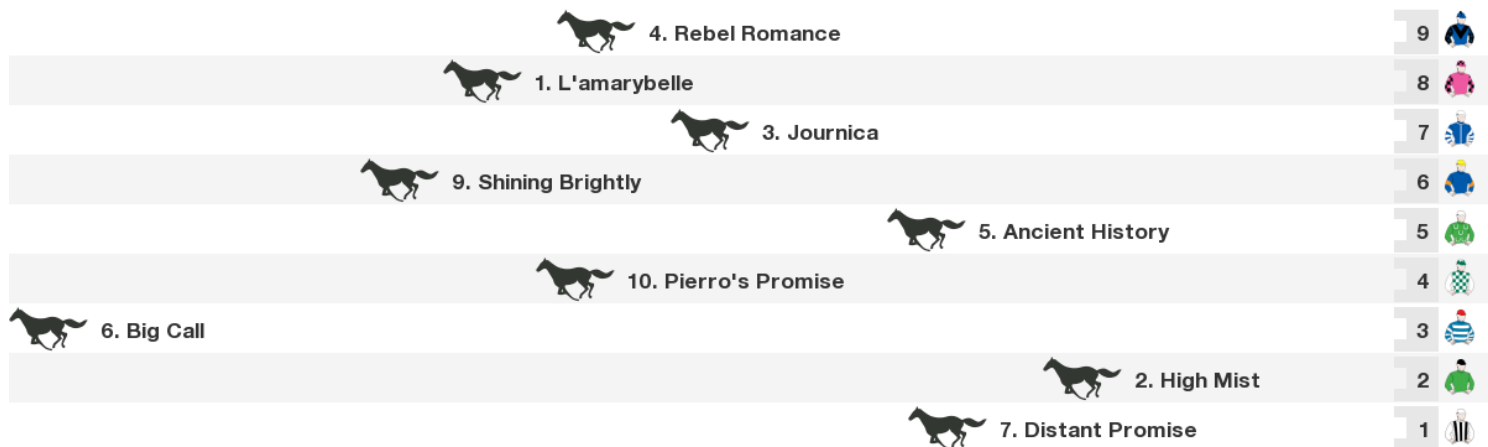 4. Rebel Romance 9
1. L'amarybelle 8
3. Journica 7
9. Shining Brightly 6
5. Ancient History 5
10. Pierro's Promise 4
6. Big Call 3
2. High Mist 2
7. Distant Promise 1